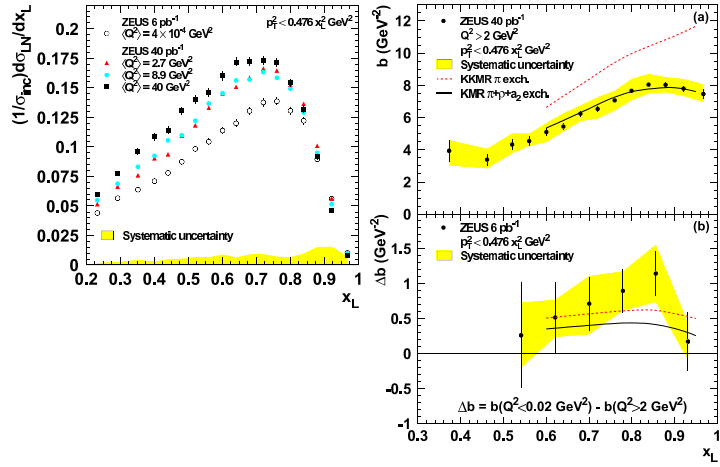 (1/σinc)dσLN/dxL
ZEUS 6 pb⁻¹
pT² < 0.476 xL² GeV²
⟨Q²⟩ = 4×10⁻⁴ GeV²
ZEUS 40 pb⁻¹
⟨Q²⟩ = 2.7 GeV²
⟨Q²⟩ = 8.9 GeV²
⟨Q²⟩ = 40 GeV²
Systematic uncertainty
0.2
0.175
0.15
0.125
0.1
0.075
0.05
0.025
0
0.2 0.3 0.4 0.5 0.6 0.7 0.8 0.9 1
xL
b (GeV⁻²)
(a)
ZEUS 40 pb⁻¹
Q² > 2 GeV²
pT² < 0.476 xL² GeV²
Systematic uncertainty
KKMR π exch.
KMR π+ρ+a₂ exch.
12
10
8
6
4
2
0
Δb (GeV⁻²)
(b)
ZEUS 6 pb⁻¹
pT² < 0.476 xL² GeV²
Systematic uncertainty
2
1.5
1
0.5
0
-0.5
-1
Δb = b(Q²<0.02 GeV²) - b(Q²>2 GeV²)
0.3 0.4 0.5 0.6 0.7 0.8 0.9 1
xL